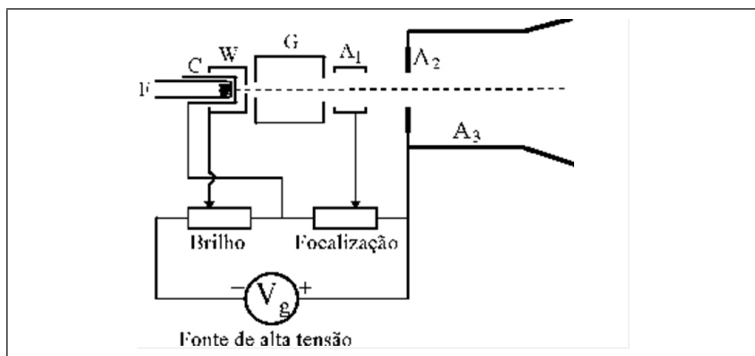 G
W
A1
C
A2
F
A3
Brilho
Focalização
− Vg +
Fonte de alta tensão